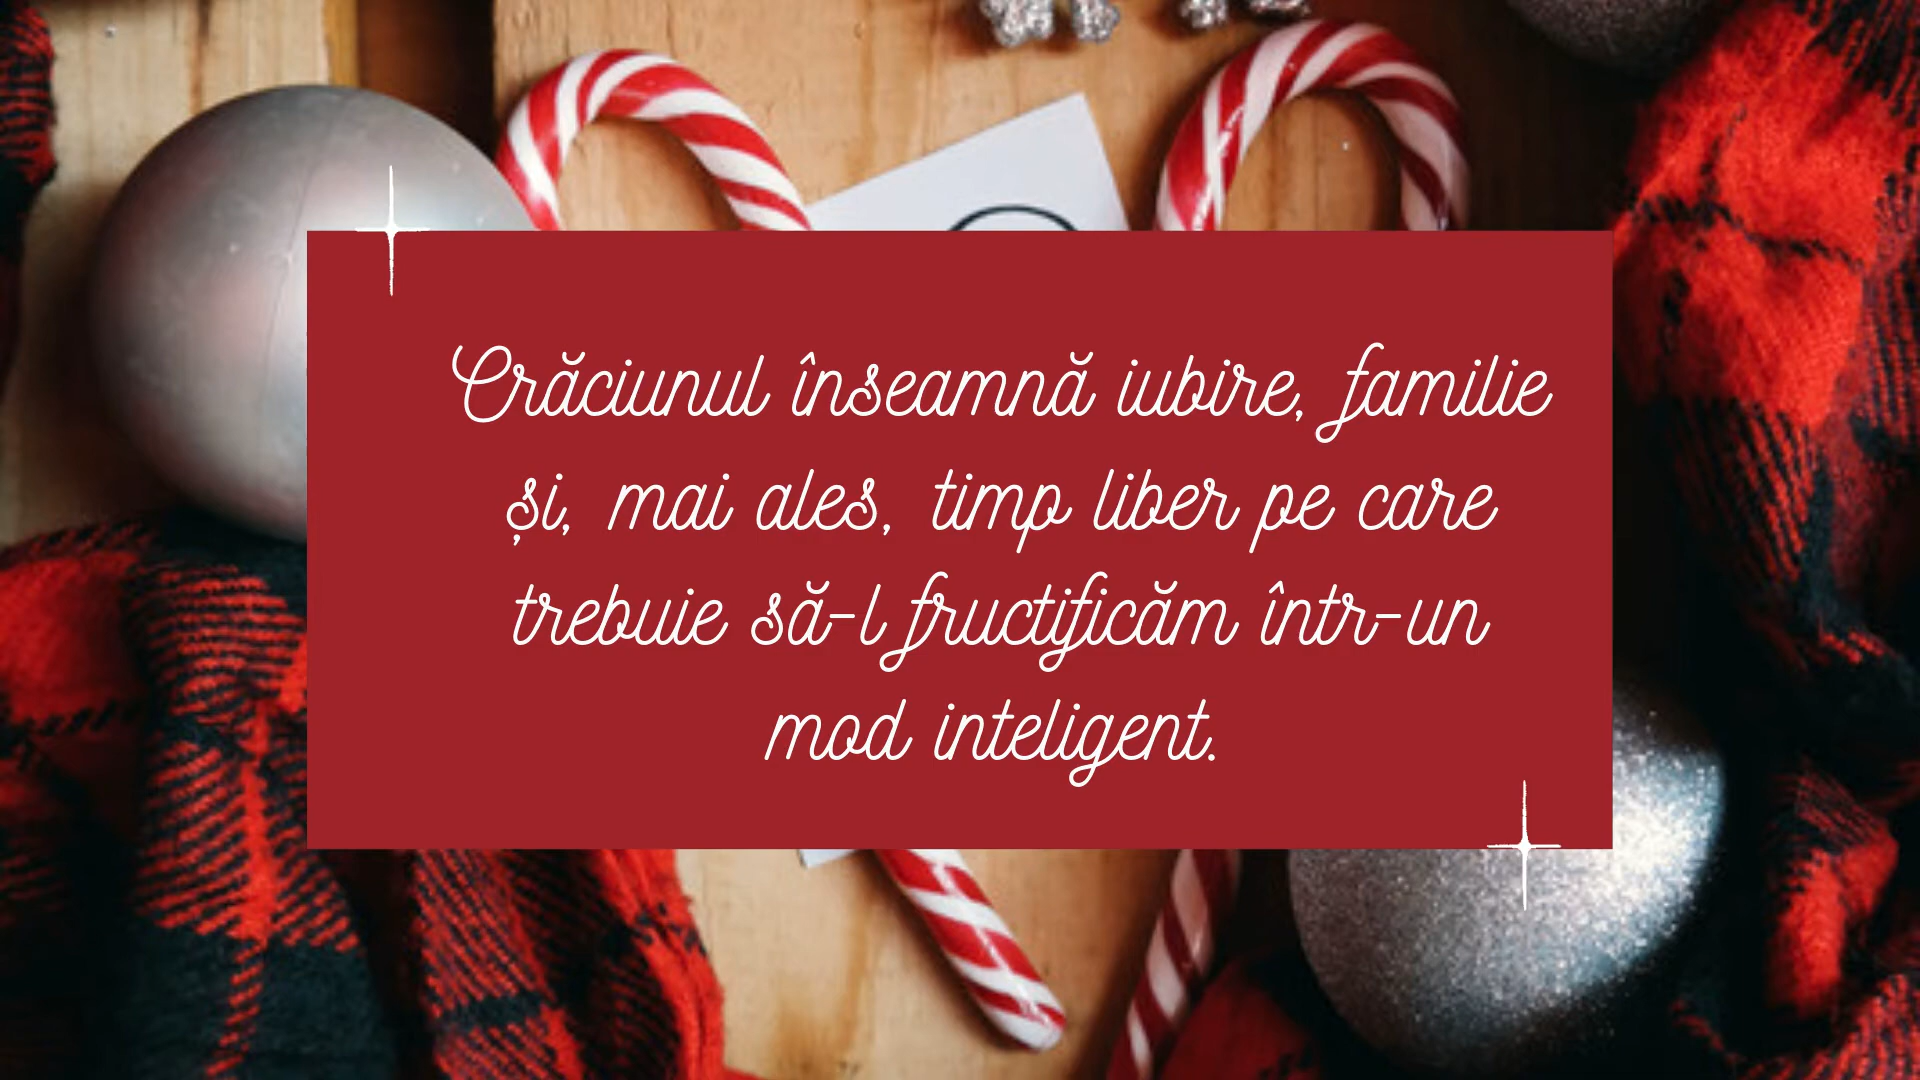 Crăciunul înseamnă iubire, familie
și, mai ales, timp liber pe care
trebuie să-l fructificăm într-un
mod inteligent.